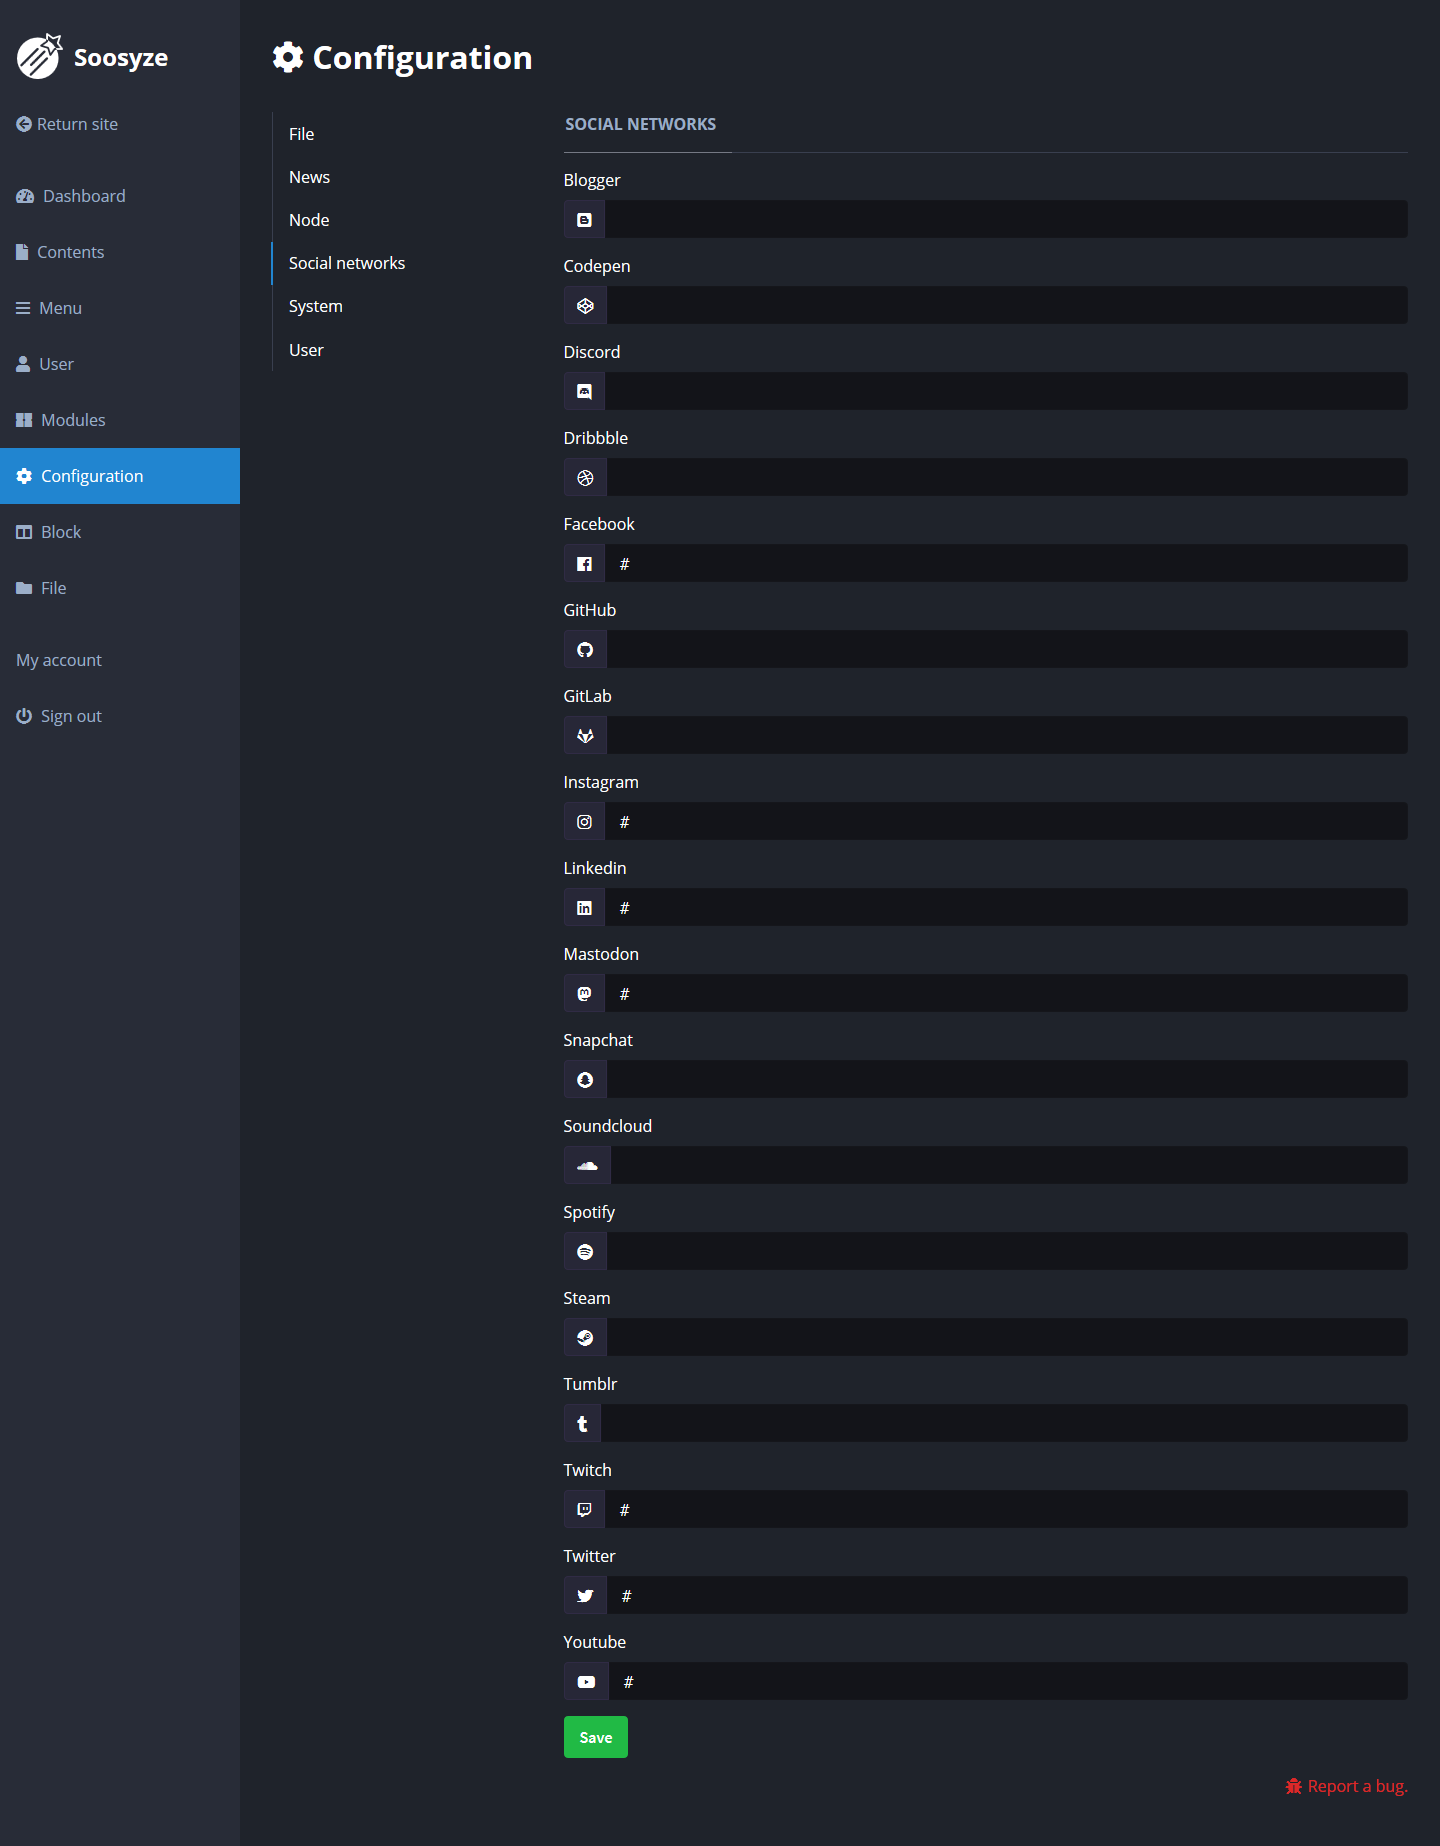 Soosyze
Return site
Dashboard
Contents
Menu
User
Modules
Configuration
Block
File
My account
Sign out
Configuration
File
News
Node
Social networks
System
User
SOCIAL NETWORKS
Blogger
Codepen
Discord
Dribbble
Facebook
#
GitHub
GitLab
Instagram
#
Linkedin
#
Mastodon
#
Snapchat
Soundcloud
Spotify
Steam
Tumblr
Twitch
#
Twitter
#
Youtube
#
Save
Report a bug.